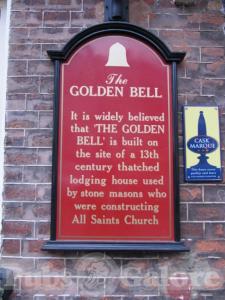 The
GOLDEN BELL
It is widely believed
that 'THE GOLDEN
BELL' is built on
the site of a 13th
century thatched
lodging house used
by stone masons who
were constructing
All Saints Church
CASK
MARQUE